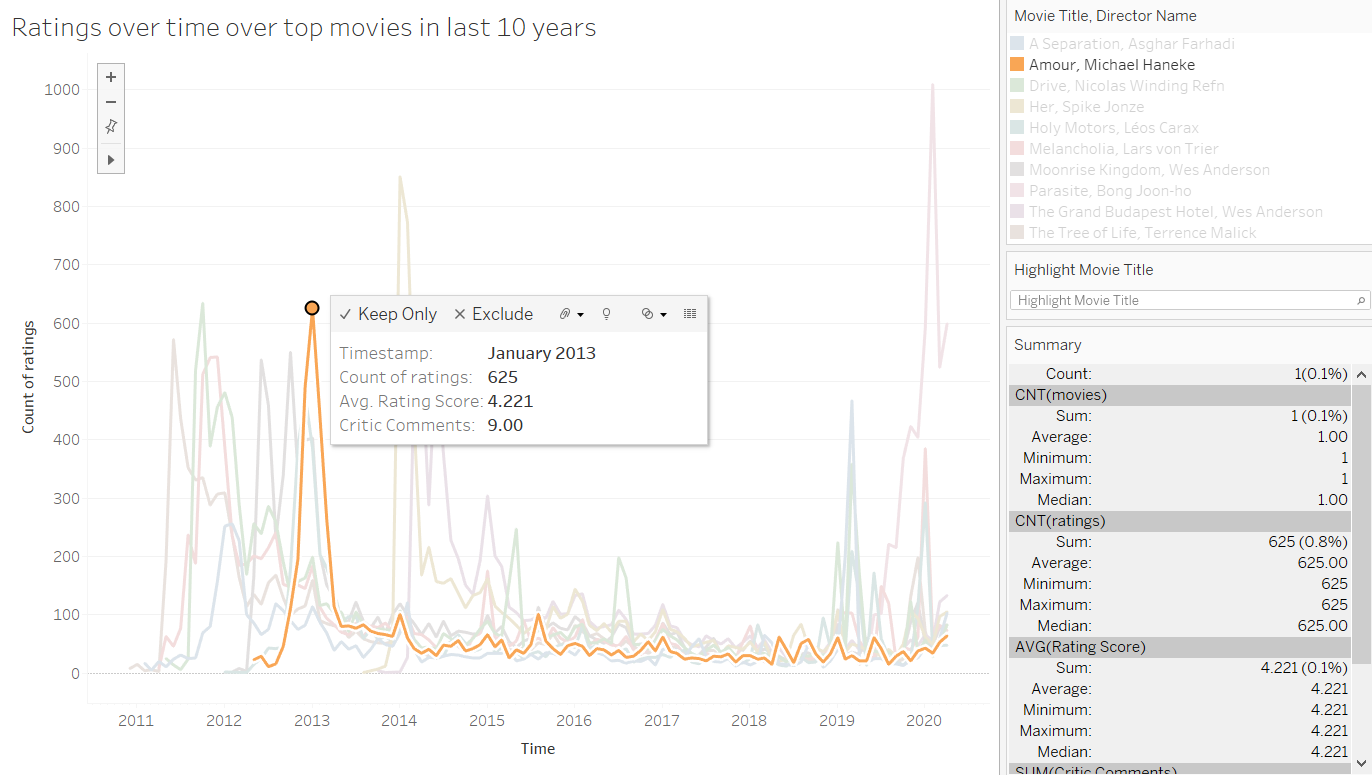 Ratings over time over top movies in last 10 years
1000
900
800
700
600
500
400
300
200
100
0
Count of ratings
2011 2012 2013 2014 2015 2016 2017 2018 2019 2020
Time
Keep Only Exclude
Timestamp: January 2013
Count of ratings: 625
Avg. Rating Score: 4.221
Critic Comments: 9.00
Movie Title, Director Name
A Separation, Asghar Farhadi
Amour, Michael Haneke
Drive, Nicolas Winding Refn
Her, Spike Jonze
Holy Motors, Léos Carax
Melancholia, Lars von Trier
Moonrise Kingdom, Wes Anderson
Parasite, Bong Joon-ho
The Grand Budapest Hotel, Wes Anderson
The Tree of Life, Terrence Malick
Highlight Movie Title
Highlight Movie Title
Summary
Count: 1(0.1%)
CNT(movies)
Sum: 1 (0.1%)
Average: 1.00
Minimum: 1
Maximum: 1
Median: 1.00
CNT(ratings)
Sum: 625 (0.8%)
Average: 625.00
Minimum: 625
Maximum: 625
Median: 625.00
AVG(Rating Score)
Sum: 4.221 (0.1%)
Average: 4.221
Minimum: 4.221
Maximum: 4.221
Median: 4.221
SUM(Critic Comments)